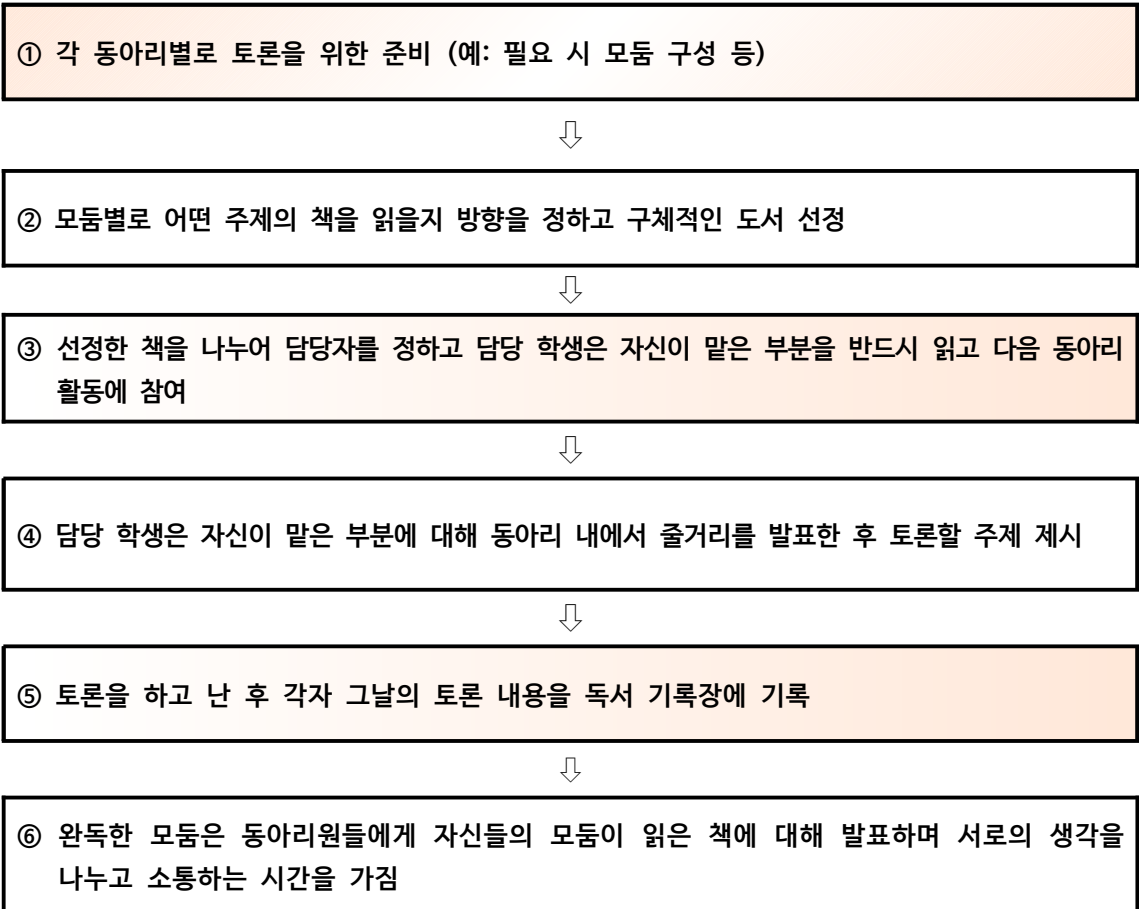 ① 각 동아리별로 토론을 위한 준비 (예: 필요 시 모둠 구성 등)
⇩
② 모둠별로 어떤 주제의 책을 읽을지 방향을 정하고 구체적인 도서 선정
⇩
③ 선정한 책을 나누어 담당자를 정하고 담당 학생은 자신이 맡은 부분을 반드시 읽고 다음 동아리
활동에 참여
⇩
④ 담당 학생은 자신이 맡은 부분에 대해 동아리 내에서 줄거리를 발표한 후 토론할 주제 제시
⇩
⑤ 토론을 하고 난 후 각자 그날의 토론 내용을 독서 기록장에 기록
⇩
⑥ 완독한 모둠은 동아리원들에게 자신들의 모둠이 읽은 책에 대해 발표하며 서로의 생각을
나누고 소통하는 시간을 가짐